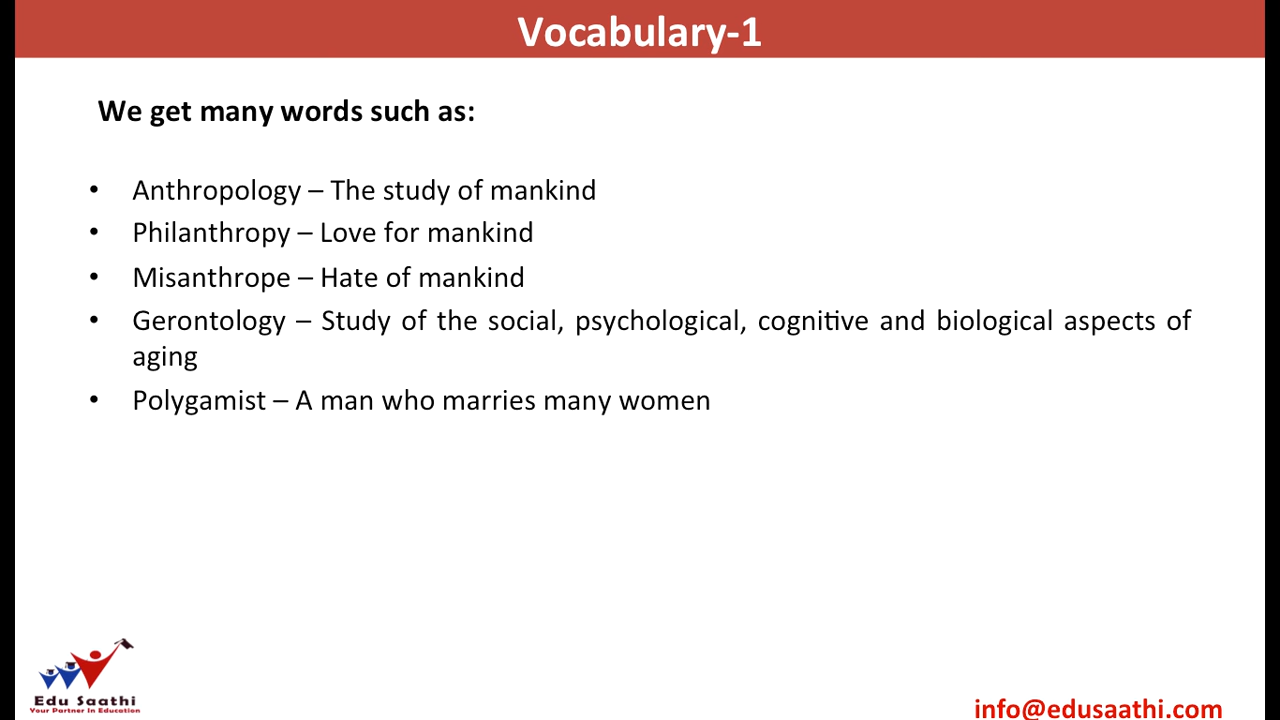 Vocabulary-1
We get many words such as:
• Anthropology – The study of mankind
• Philanthropy – Love for mankind
• Misanthrope – Hate of mankind
• Gerontology – Study of the social, psychological, cognitive and biological aspects of
aging
• Polygamist – A man who marries many women
Edu Saathi
Your Partner In Education
info@edusaathi.com